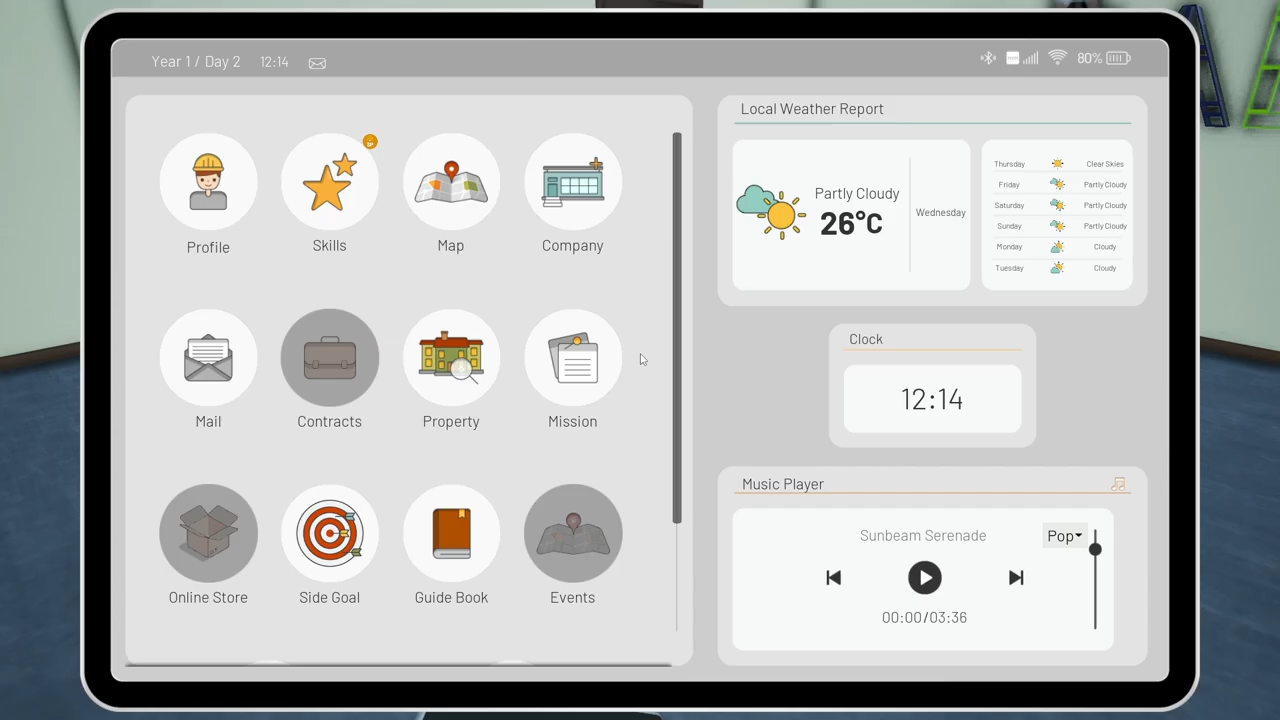 Year 1 / Day 2 12:14
80%
Profile
Skills
Map
Company
Mail
Contracts
Property
Mission
Online Store
Side Goal
Guide Book
Events
Local Weather Report
Partly Cloudy
26°C
Wednesday
Thursday Clear Skies
Friday Partly Cloudy
Saturday Partly Cloudy
Sunday Partly Cloudy
Monday Cloudy
Tuesday Cloudy
Clock
12:14
Music Player
Sunbeam Serenade
Pop
00:00/03:36